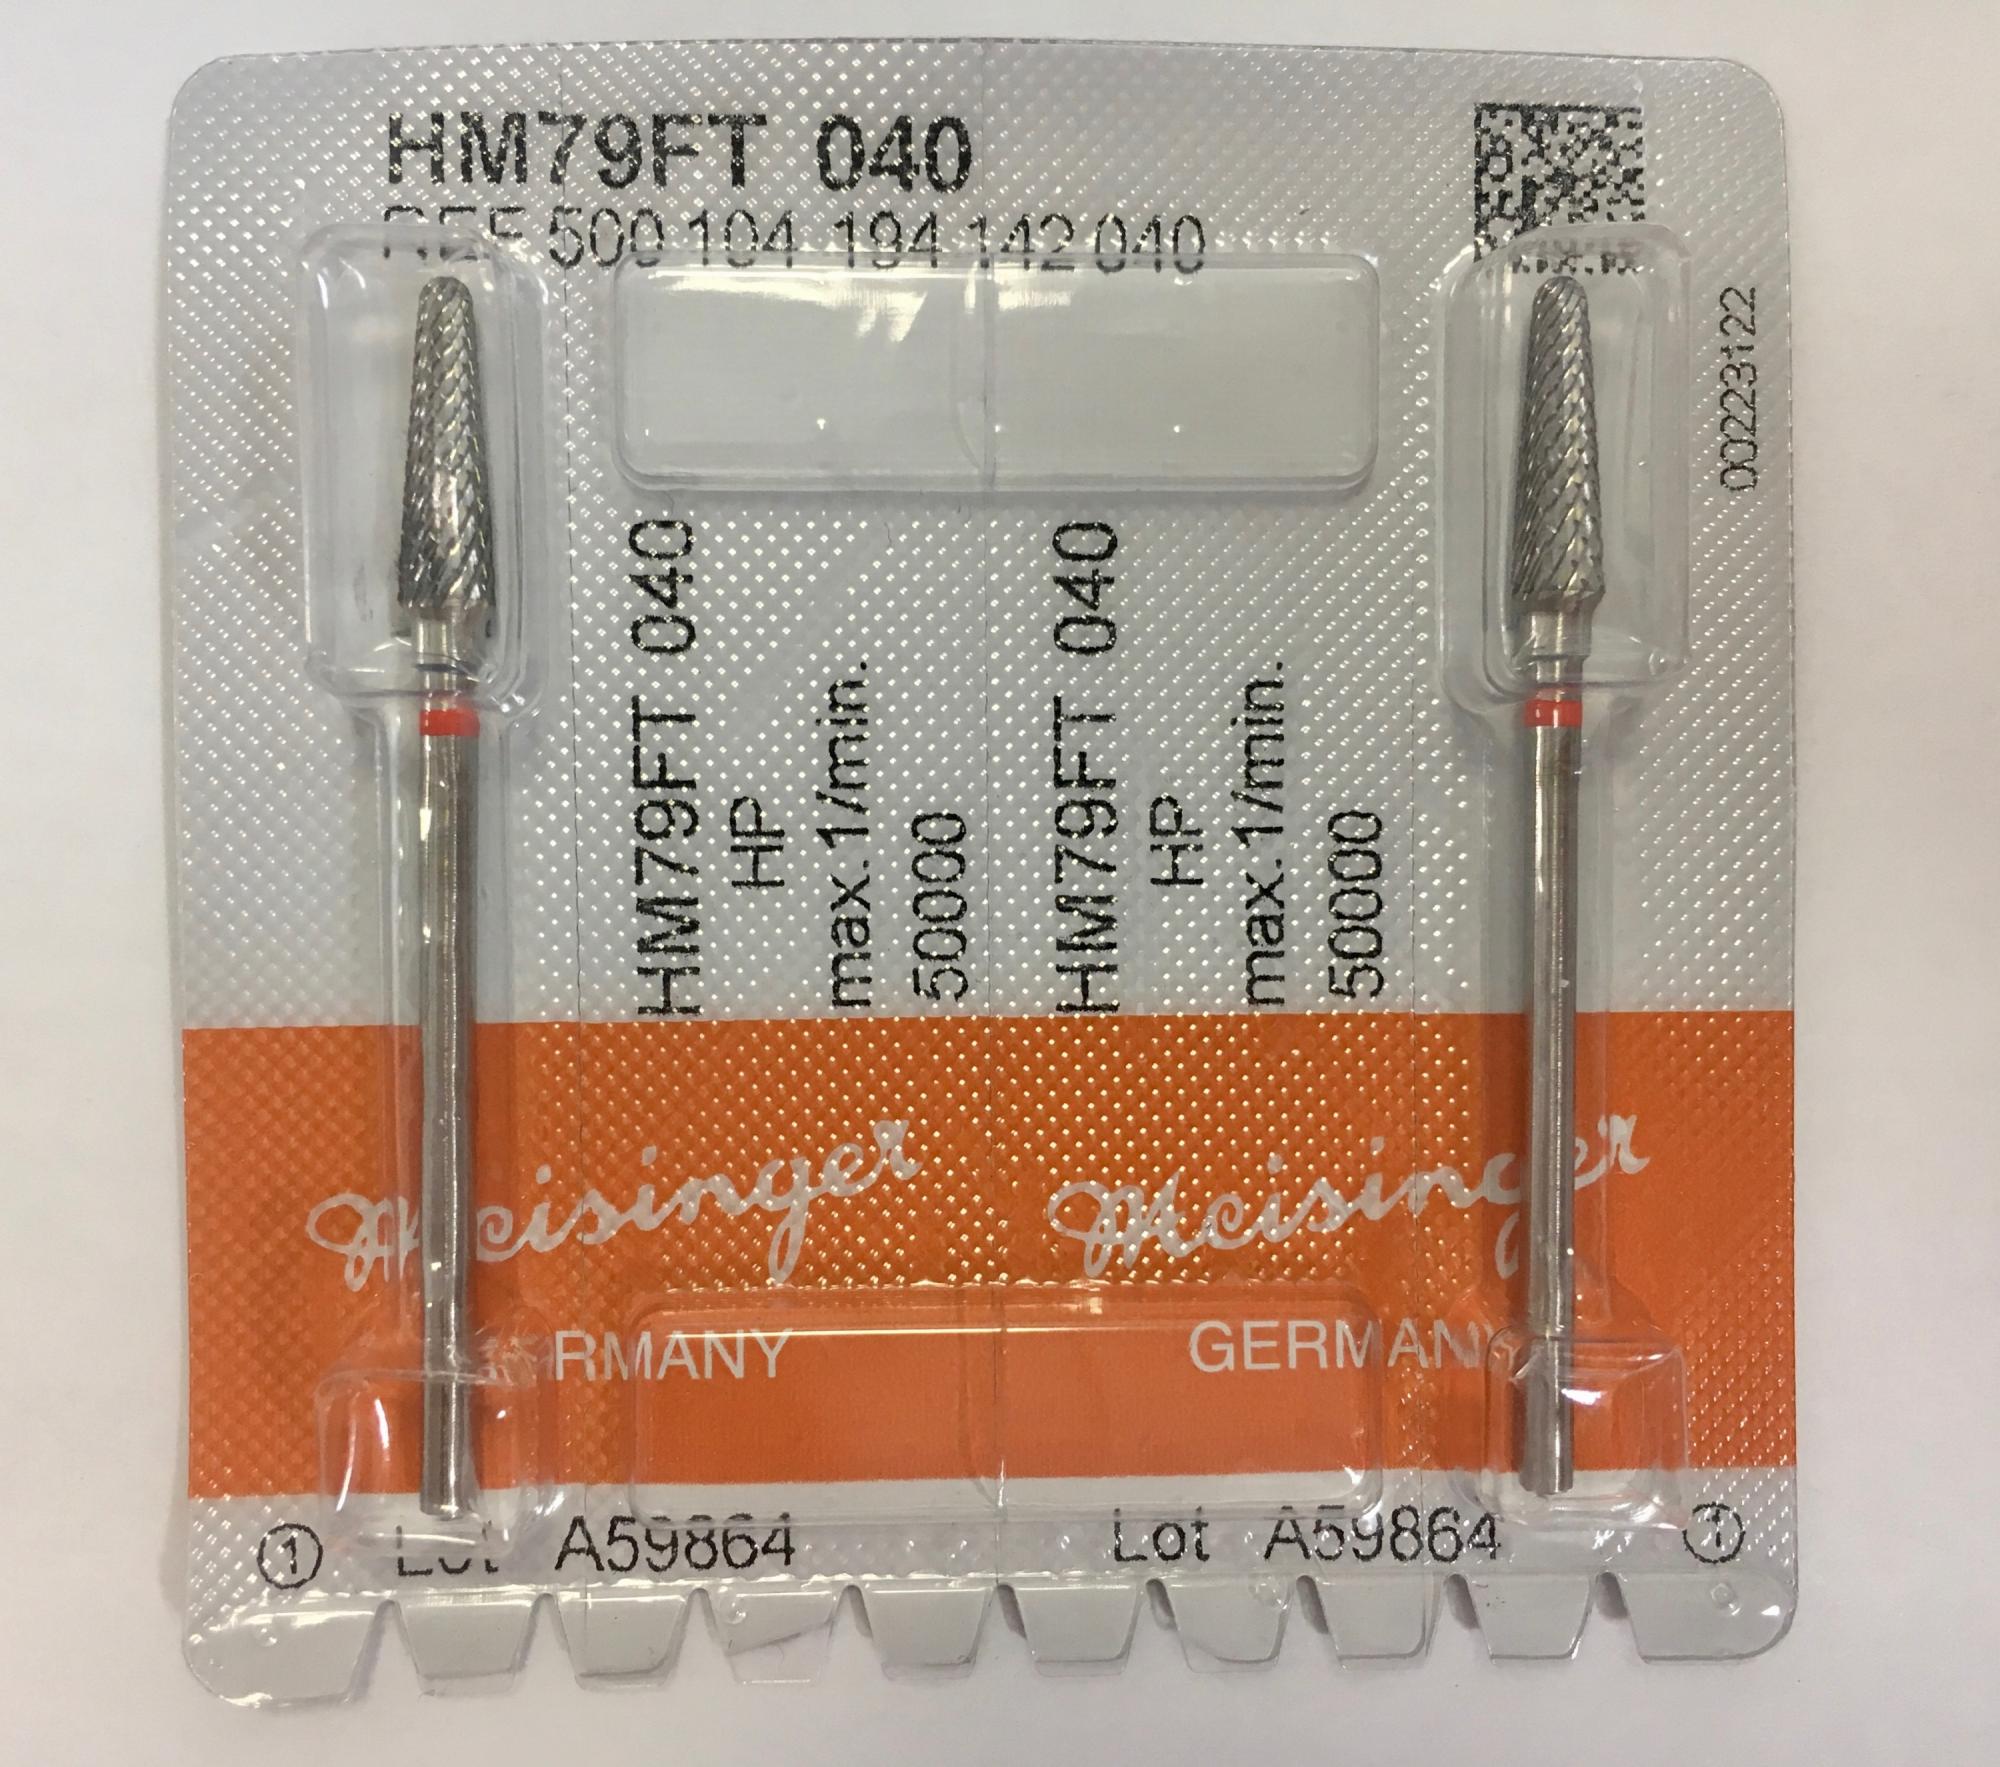 HM79FT 040
REF 500 104 194 142 040
00223122
HM79FT 040
HP
max.1/min.
50000
HM79FT 040
HP
max.1/min.
50000
Meisinger
GERMANY
Meisinger
GERMANY
1 Lot A59864
Lot A59864 1